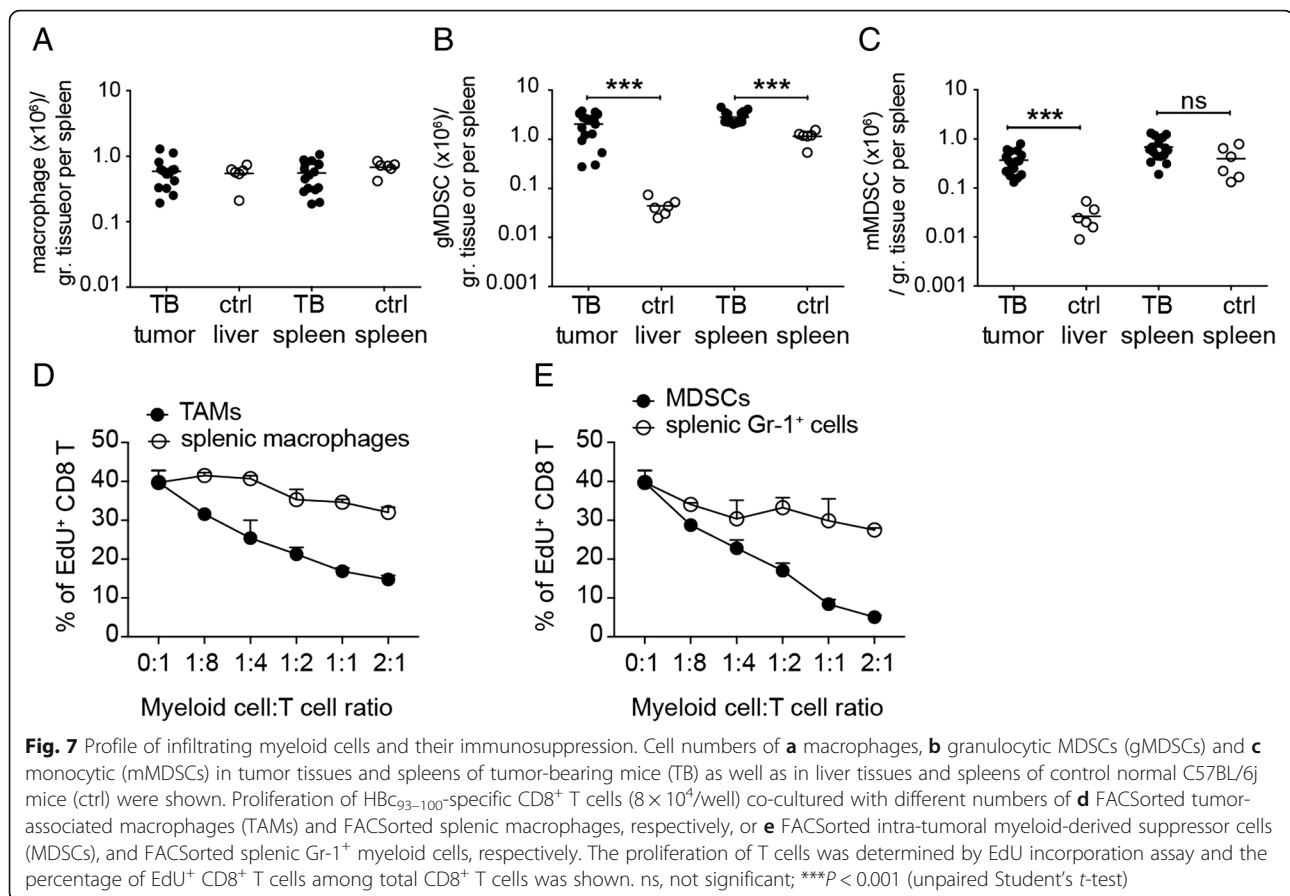 A
macrophage (x10⁶)/
gr. tissueor per spleen
10
1.0
0.1
0.01
TB
tumor
ctrl
liver
TB
spleen
ctrl
spleen
B
gMDSC (x10⁶)/
gr. tissue or per spleen
***
***
10
1.0
0.1
0.01
0.001
TB
tumor
ctrl
liver
TB
spleen
ctrl
spleen
C
mMDSC (x10⁶)
/ gr. tissue or per spleen
***
ns
10
1.0
0.1
0.01
0.001
TB
tumor
ctrl
liver
TB
spleen
ctrl
spleen
D
TAMs
splenic macrophages
% of EdU⁺ CD8 T
50
40
30
20
10
0
0:1 1:8 1:4 1:2 1:1 2:1
Myeloid cell:T cell ratio
E
MDSCs
splenic Gr-1⁺ cells
% of EdU⁺ CD8 T
50
40
30
20
10
0
0:1 1:8 1:4 1:2 1:1 2:1
Myeloid cell:T cell ratio
Fig. 7 Profile of infiltrating myeloid cells and their immunosuppression. Cell numbers of a macrophages, b granulocytic MDSCs (gMDSCs) and c
monocytic (mMDSCs) in tumor tissues and spleens of tumor-bearing mice (TB) as well as in liver tissues and spleens of control normal C57BL/6j
mice (ctrl) were shown. Proliferation of HBc₉₃₋₁₀₀-specific CD8⁺ T cells (8 × 10⁴/well) co-cultured with different numbers of d FACSorted tumor-
associated macrophages (TAMs) and FACSorted splenic macrophages, respectively, or e FACSorted intra-tumoral myeloid-derived suppressor cells
(MDSCs), and FACSorted splenic Gr-1⁺ myeloid cells, respectively. The proliferation of T cells was determined by EdU incorporation assay and the
percentage of EdU⁺ CD8⁺ T cells among total CD8⁺ T cells was shown. ns, not significant; ***P < 0.001 (unpaired Student's t-test)